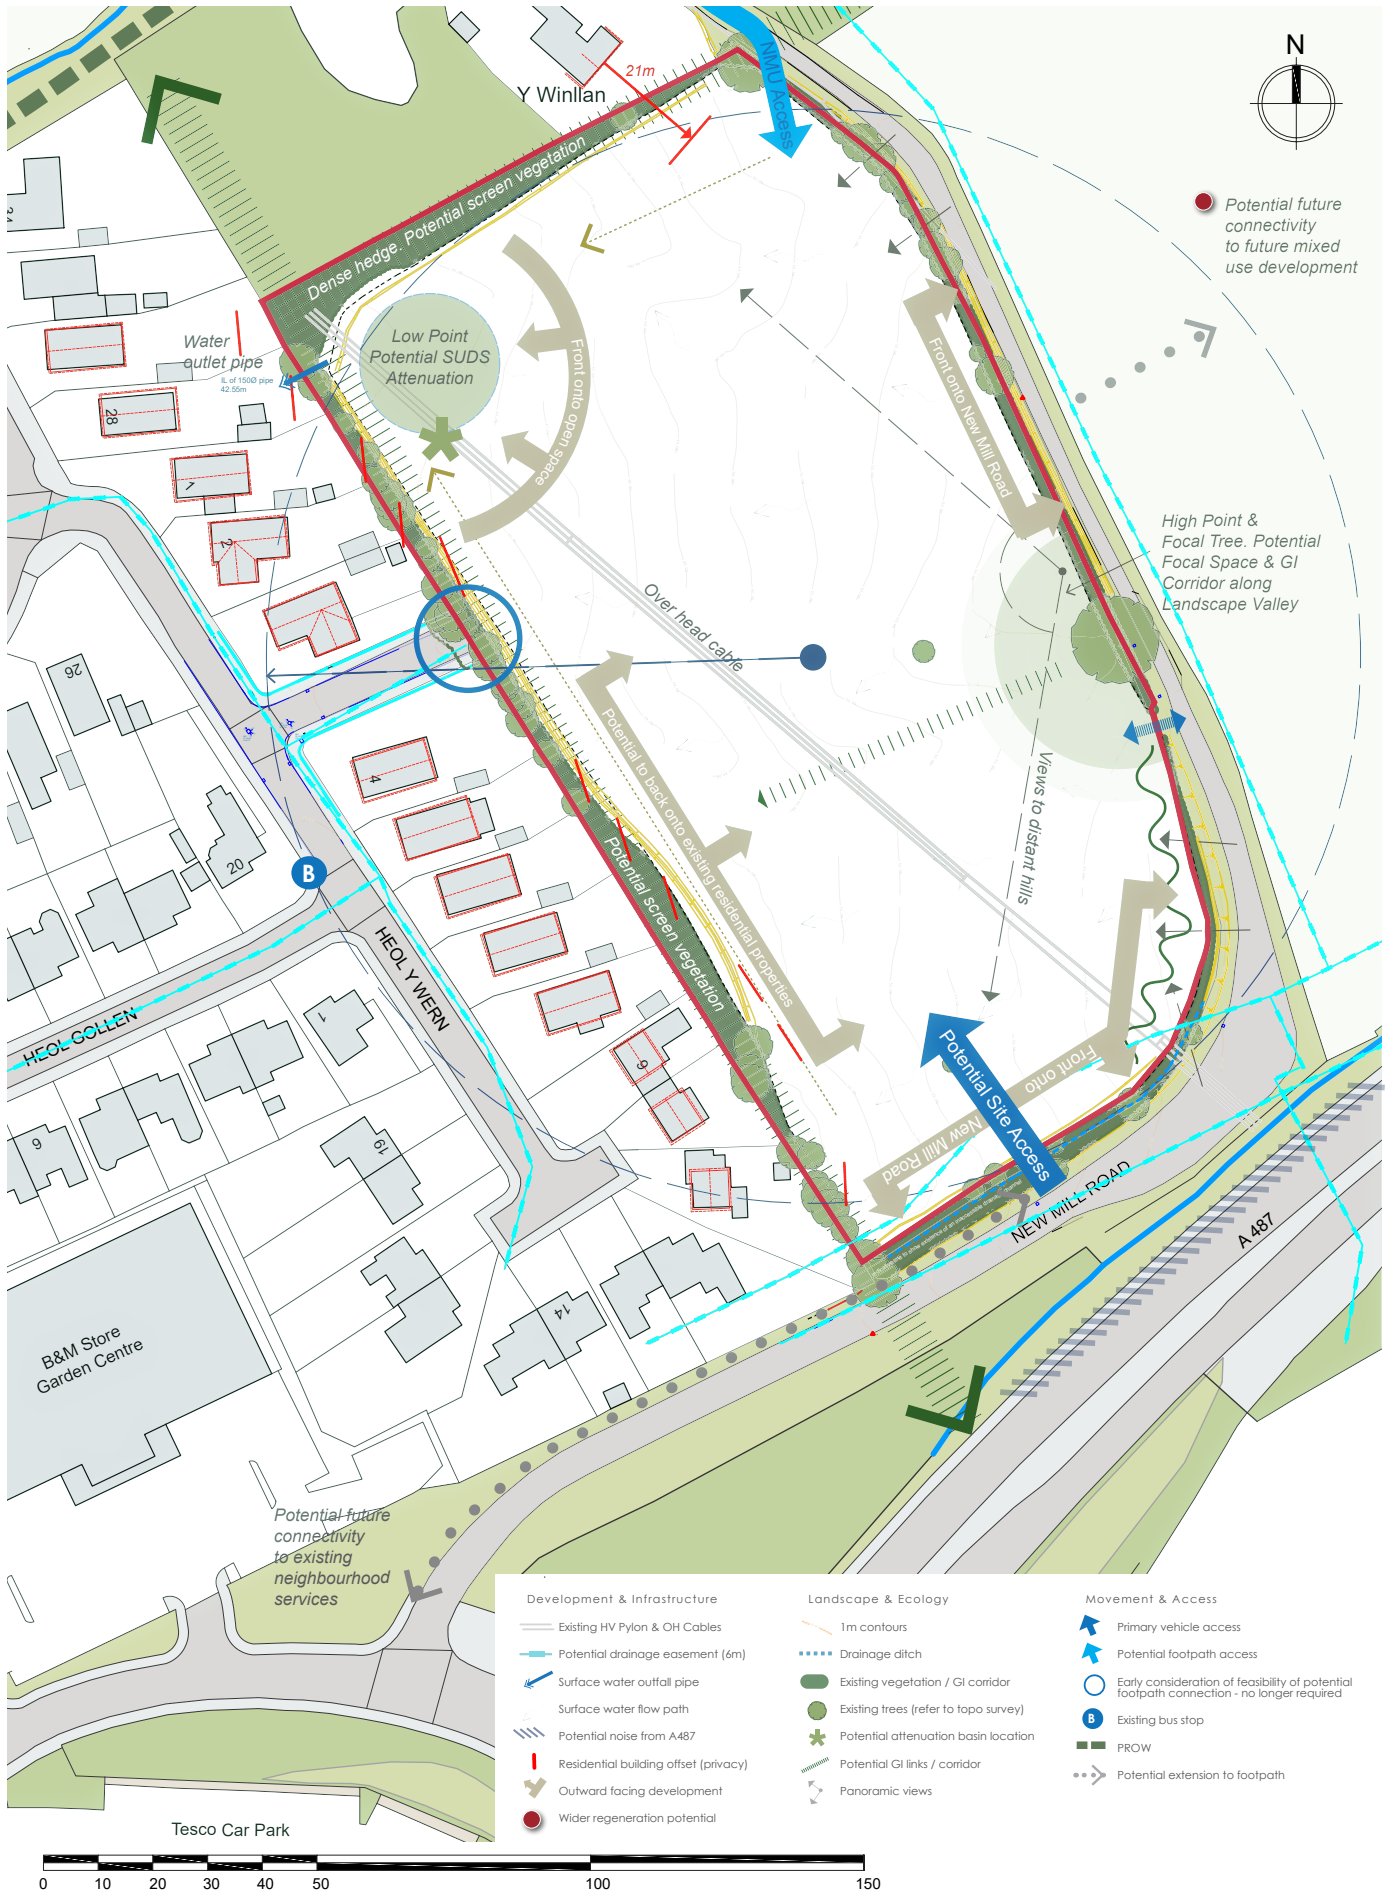 N
21m
Y Winllan
NMU Access
Potential future
connectivity
to future mixed
use development
Dense hedge. Potential screen vegetation
Water
outlet pipe
IL of 150Ø pipe
42.55m
Low Point
Potential SUDS
Attenuation
Front onto open space
Front onto New Mill Road
34
28
1
2
High Point &
Focal Tree. Potential
Focal Space & GI
Corridor along
Landscape Valley
Over head cable
26
4
20
B
Potential to back onto existing residential properties
Views to distant hills
Potential screen vegetation
HEOL Y WERN
HEOL GOLLEN
1
9
6
19
14
Front onto
New Mill Road
Potential Site Access
NEW MILL ROAD
A 487
B&M Store
Garden Centre
Potential future
connectivity
to existing
neighbourhood
services
Development & Infrastructure
Existing HV Pylon & OH Cables
Potential drainage easement (6m)
Surface water outfall pipe
Surface water flow path
Potential noise from A487
Residential building offset (privacy)
Outward facing development
Wider regeneration potential
Landscape & Ecology
1m contours
Drainage ditch
Existing vegetation / GI corridor
Existing trees (refer to topo survey)
Potential attenuation basin location
Potential GI links / corridor
Panoramic views
Movement & Access
Primary vehicle access
Potential footpath access
Early consideration of feasibility of potential
footpath connection - no longer required
B
Existing bus stop
PROW
Potential extension to footpath
Tesco Car Park
0 10 20 30 40 50 100 150